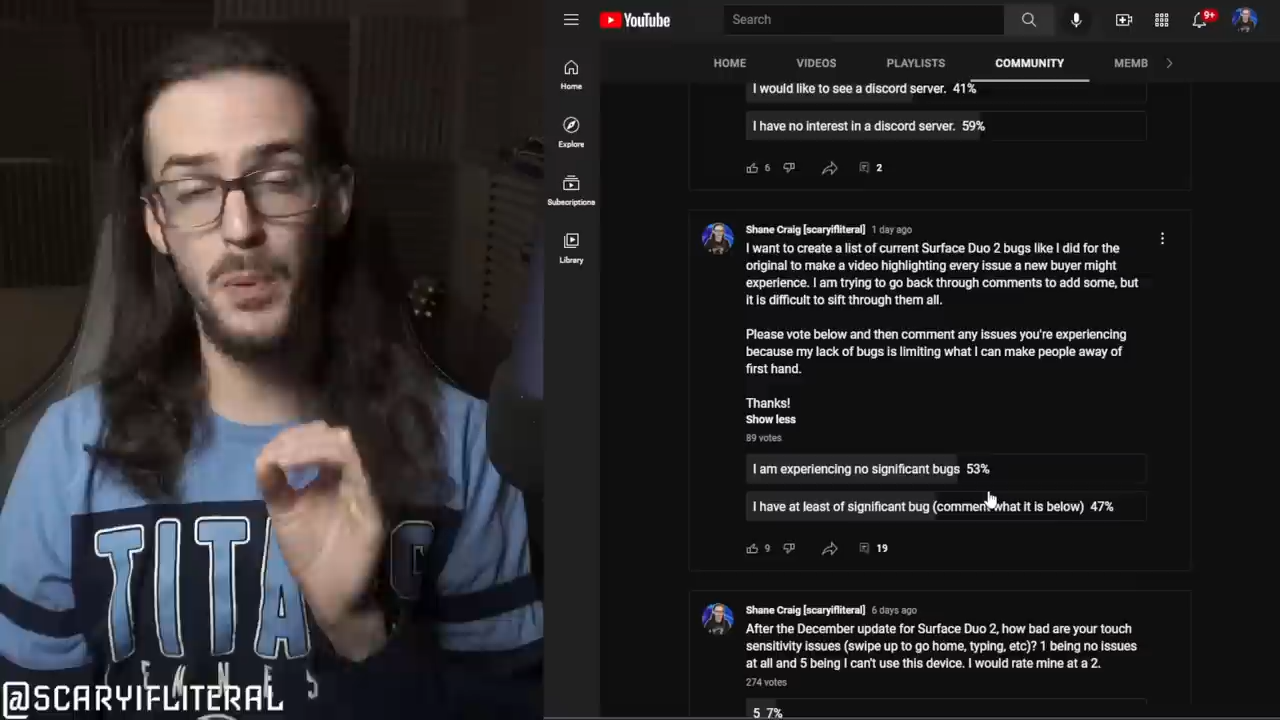 YouTube
Search
9+
HOME
VIDEOS
PLAYLISTS
COMMUNITY
MEMB
Home
Explore
Subscriptions
Library
I would like to see a discord server. 41%
I have no interest in a discord server. 59%
6
2
Shane Craig [scaryifliteral] 1 day ago
I want to create a list of current Surface Duo 2 bugs like I did for the
original to make a video highlighting every issue a new buyer might
experience. I am trying to go back through comments to add some, but
it is difficult to sift through them all.
Please vote below and then comment any issues you're experiencing
because my lack of bugs is limiting what I can make people away of
first hand.
Thanks!
Show less
89 votes
I am experiencing no significant bugs 53%
I have at least of significant bug (comment what it is below) 47%
9
19
Shane Craig [scaryifliteral] 6 days ago
After the December update for Surface Duo 2, how bad are your touch
sensitivity issues (swipe up to go home, typing, etc)? 1 being no issues
at all and 5 being I can't use this device. I would rate mine at a 2.
274 votes
5 7%
TITA
@SCARYIFLITERAL